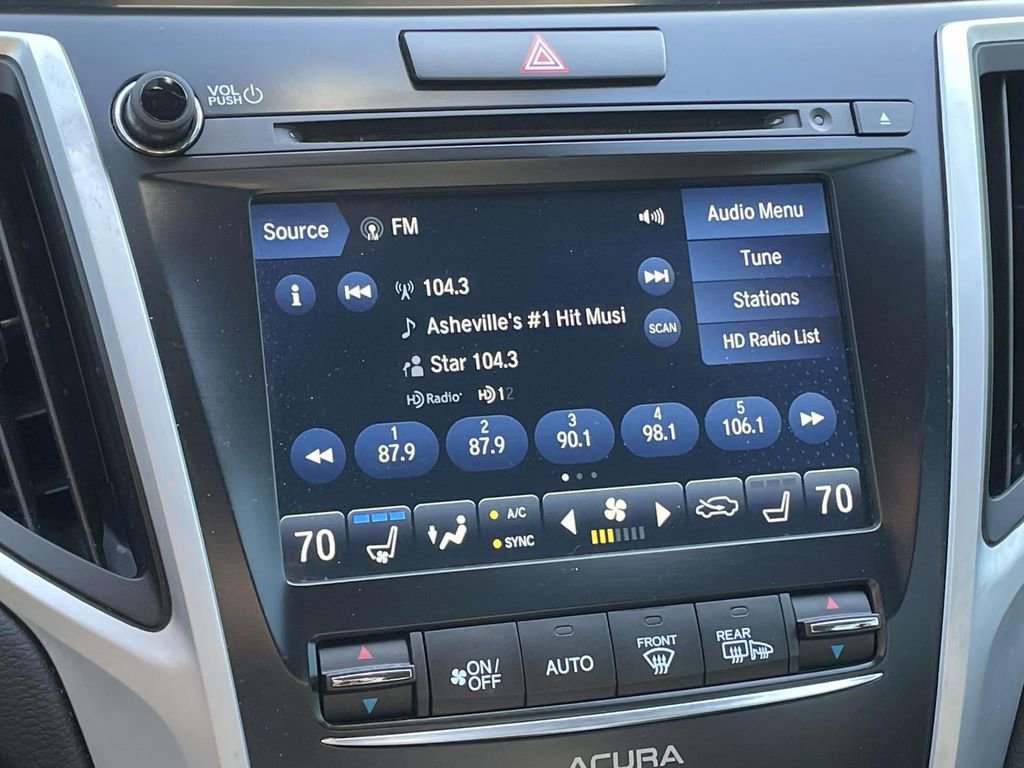 VOL
PUSH
Source
FM
FM
Audio Menu
Tune
Stations
HD Radio List
104.3
Asheville's #1 Hit Musi
SCAN
Star 104.3
HD Radio
HD 1 2
1
87.9
2
87.9
3
90.1
4
98.1
5
106.1
70
A/C
SYNC
70
ON/
OFF
AUTO
FRONT
REAR
ACURA